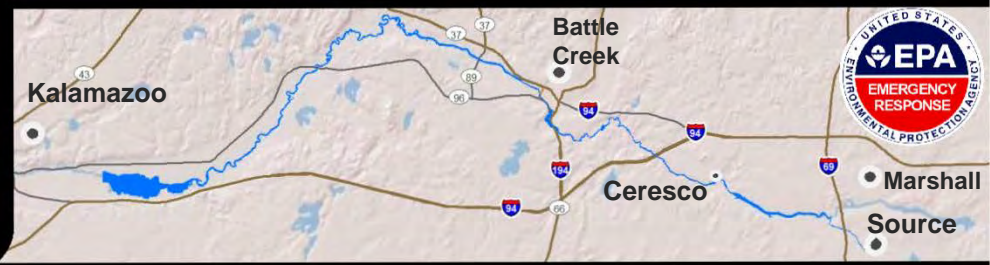 Kalamazoo
43
37
37
89
96
Battle
Creek
94
94
194
94
66
69
Ceresco
Marshall
Source
UNITED STATES
EPA
EMERGENCY
RESPONSE
ENVIRONMENTAL PROTECTION AGENCY